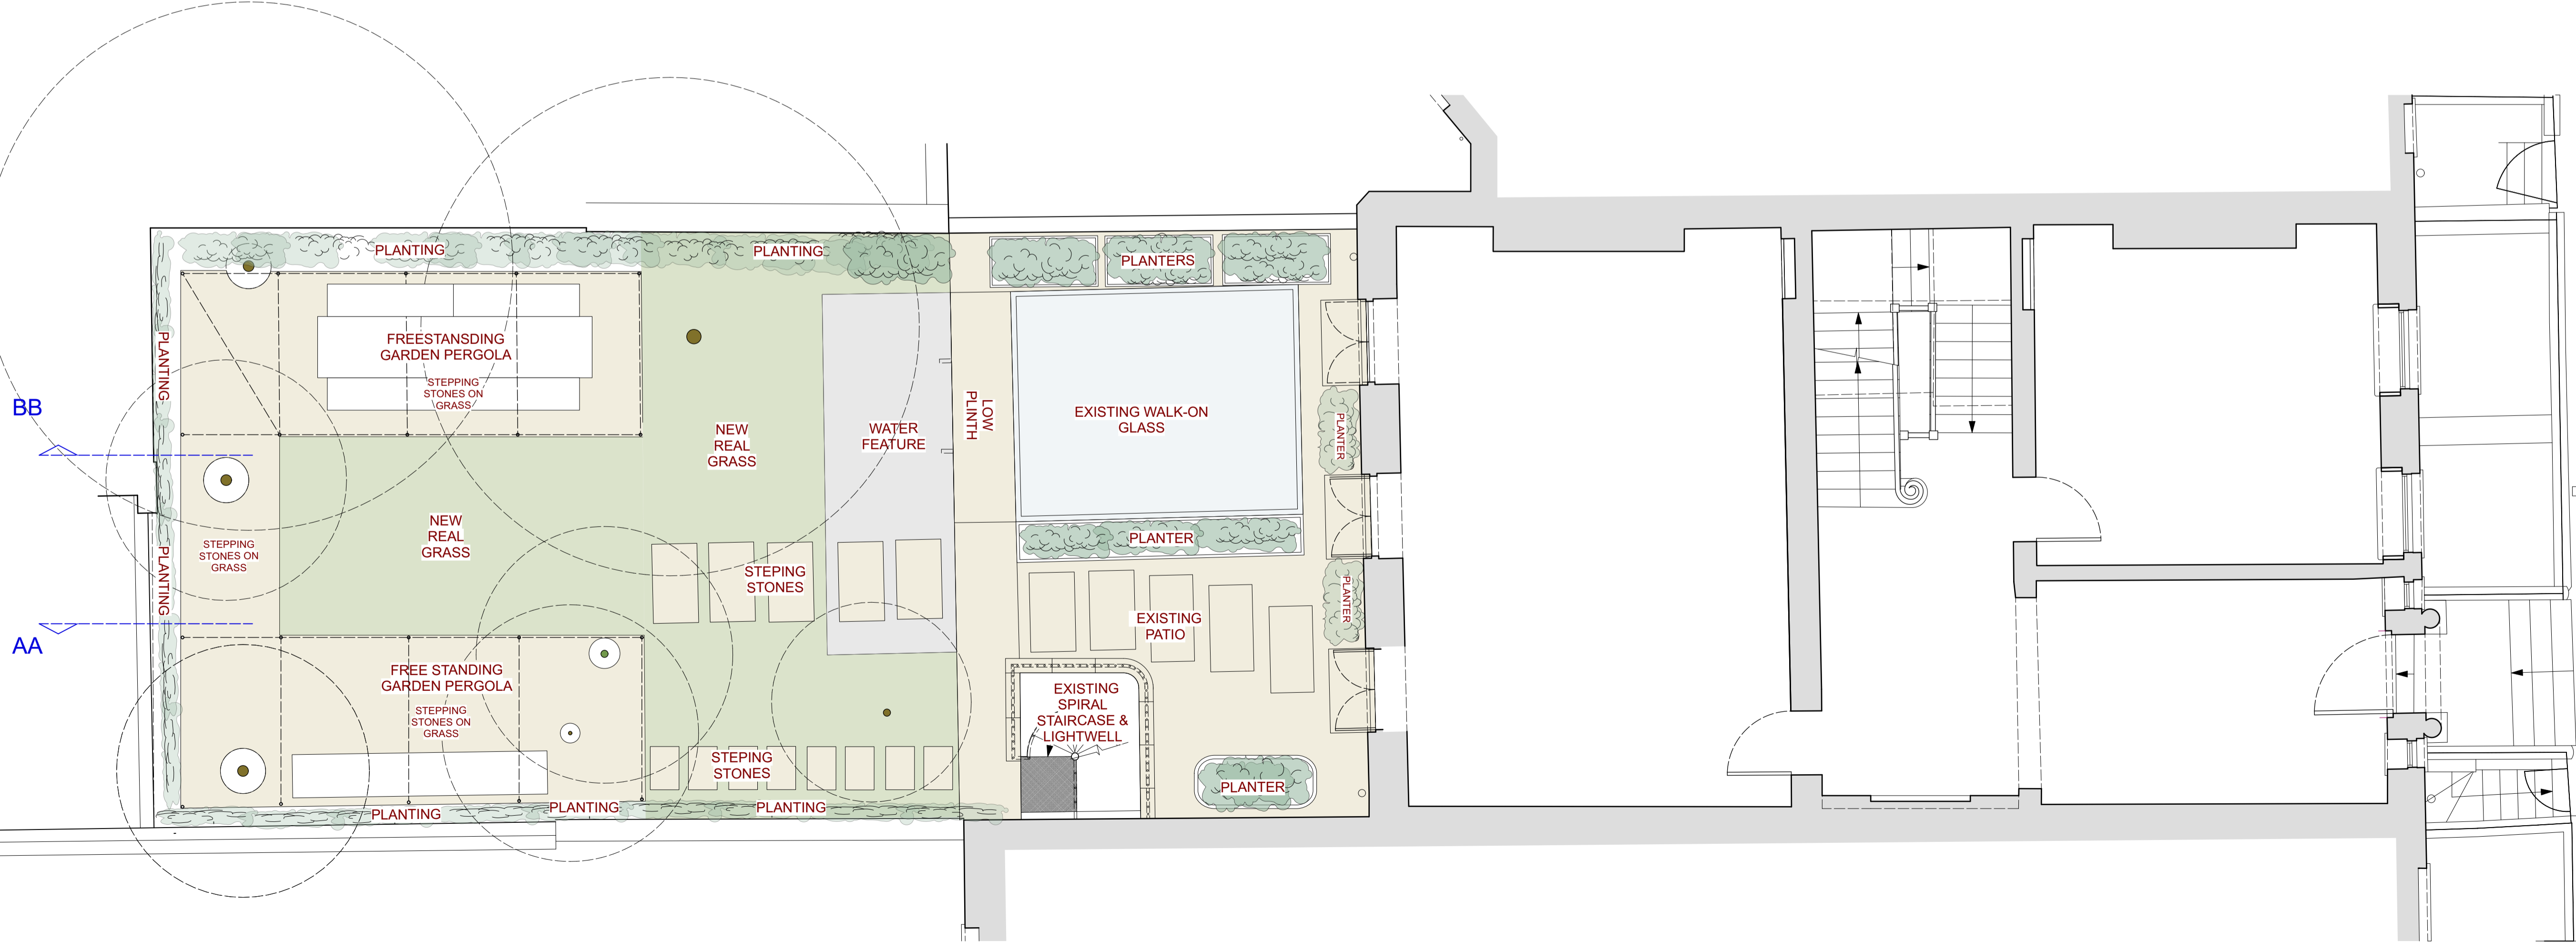 PLANTING
PLANTING
PLANTERS
FREESTANSDING
GARDEN PERGOLA
STEPPING
STONES ON
GRASS
PLANTING
BB
NEW
REAL
GRASS
WATER
FEATURE
LOW
PLINTH
EXISTING WALK-ON
GLASS
PLANTER
NEW
REAL
GRASS
STEPPING
STONES ON
GRASS
PLANTING
STEPING
STONES
PLANTER
EXISTING
PATIO
PLANTER
AA
FREE STANDING
GARDEN PERGOLA
STEPPING
STONES ON
GRASS
EXISTING
SPIRAL
STAIRCASE &
LIGHTWELL
STEPING
STONES
PLANTER
PLANTING
PLANTING
PLANTING